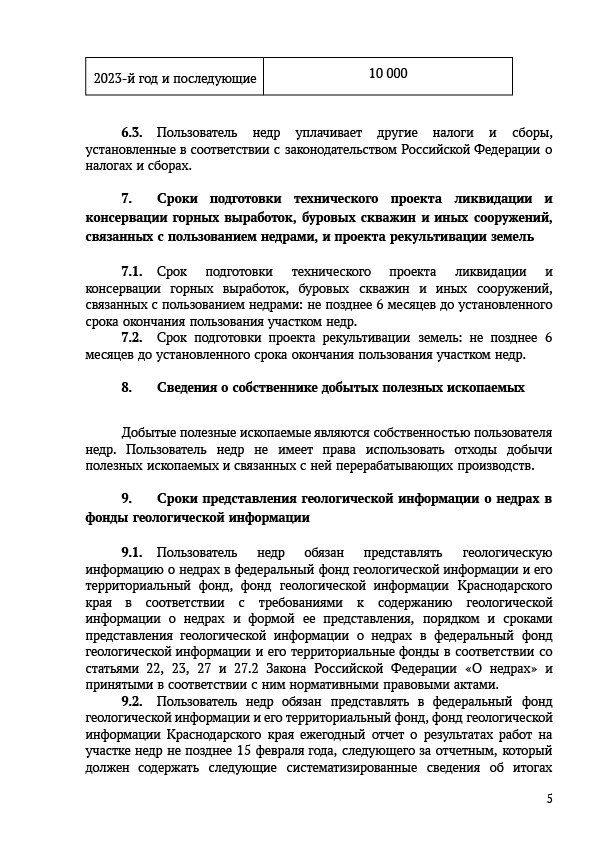 2023-й год и последующие
10 000
6.3. Пользователь недр уплачивает другие налоги и сборы,
установленные в соответствии с законодательством Российской Федерации о
налогах и сборах.
7. Сроки подготовки технического проекта ликвидации и
консервации горных выработок, буровых скважин и иных сооружений,
связанных с пользованием недрами, и проекта рекультивации земель
7.1. Срок подготовки технического проекта ликвидации и
консервации горных выработок, буровых скважин и иных сооружений,
связанных с пользованием недрами: не позднее 6 месяцев до установленного
срока окончания пользования участком недр.
7.2. Срок подготовки проекта рекультивации земель: не позднее 6
месяцев до установленного срока окончания пользования участком недр.
8. Сведения о собственнике добытых полезных ископаемых
Добытые полезные ископаемые являются собственностью пользователя
недр. Пользователь недр не имеет права использовать отходы добычи
полезных ископаемых и связанных с ней перерабатывающих производств.
9. Сроки представления геологической информации о недрах в
фонды геологической информации
9.1. Пользователь недр обязан представлять геологическую
информацию о недрах в федеральный фонд геологической информации и его
территориальный фонд, фонд геологической информации Краснодарского
края в соответствии с требованиями к содержанию геологической
информации о недрах и формой ее представления, порядком и сроками
представления геологической информации о недрах в федеральный фонд
геологической информации и его территориальные фонды в соответствии со
статьями 22, 23, 27 и 27.2 Закона Российской Федерации «О недрах» и
принятыми в соответствии с ним нормативными правовыми актами.
9.2. Пользователь недр обязан представлять в федеральный фонд
геологической информации и его территориальный фонд, фонд геологической
информации Краснодарского края ежегодный отчет о результатах работ на
участке недр не позднее 15 февраля года, следующего за отчетным, который
должен содержать следующие систематизированные сведения об итогах
5